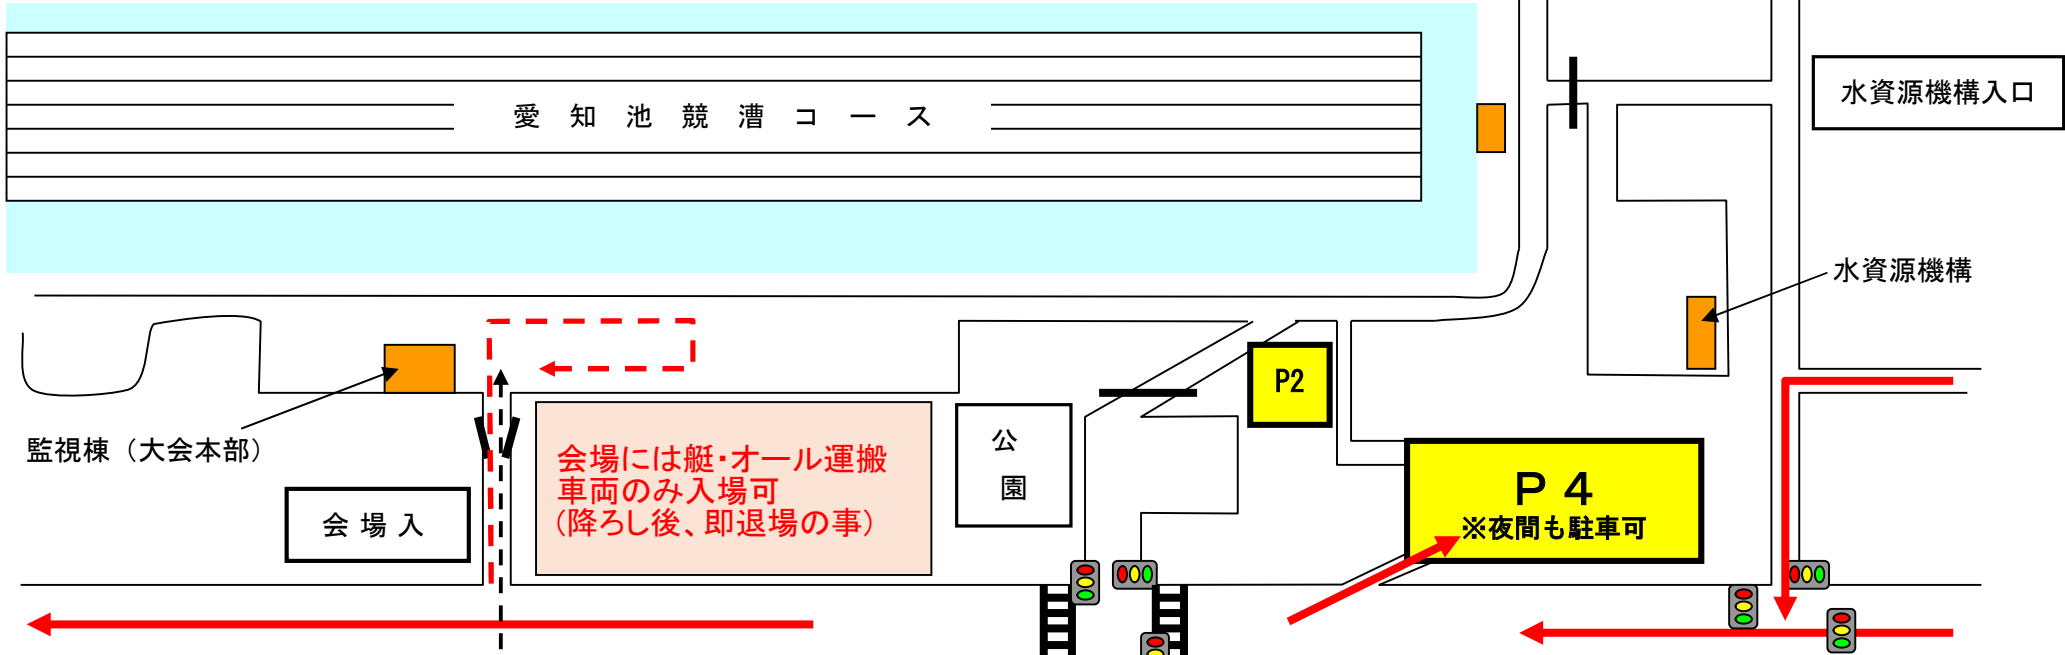 愛知池競漕コース
水資源機構入口
水資源機構
P2
監視棟（大会本部）
会場には艇・オール運搬
車両のみ入場可
（降ろし後、即退場の事）
公
園
会場入
P 4
※夜間も駐車可